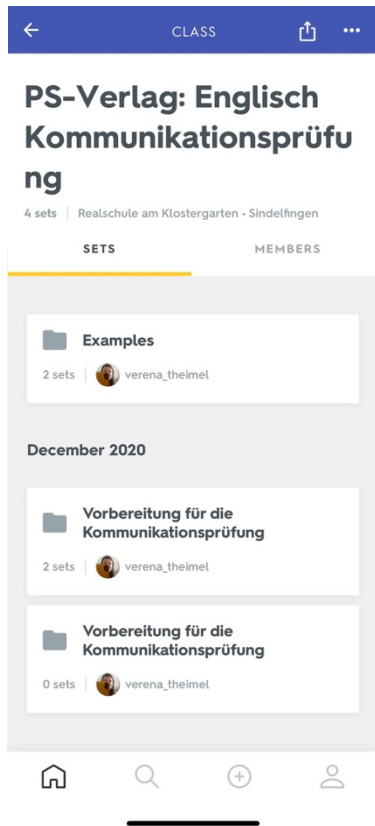 CLASS
PS-Verlag: Englisch
Kommunikationsprüfu
ng
4 sets Realschule am Klostergarten • Sindelfingen
SETS MEMBERS
Examples
2 sets verena_theimel
December 2020
Vorbereitung für die
Kommunikationsprüfung
2 sets verena_theimel
Vorbereitung für die
Kommunikationsprüfung
0 sets verena_theimel